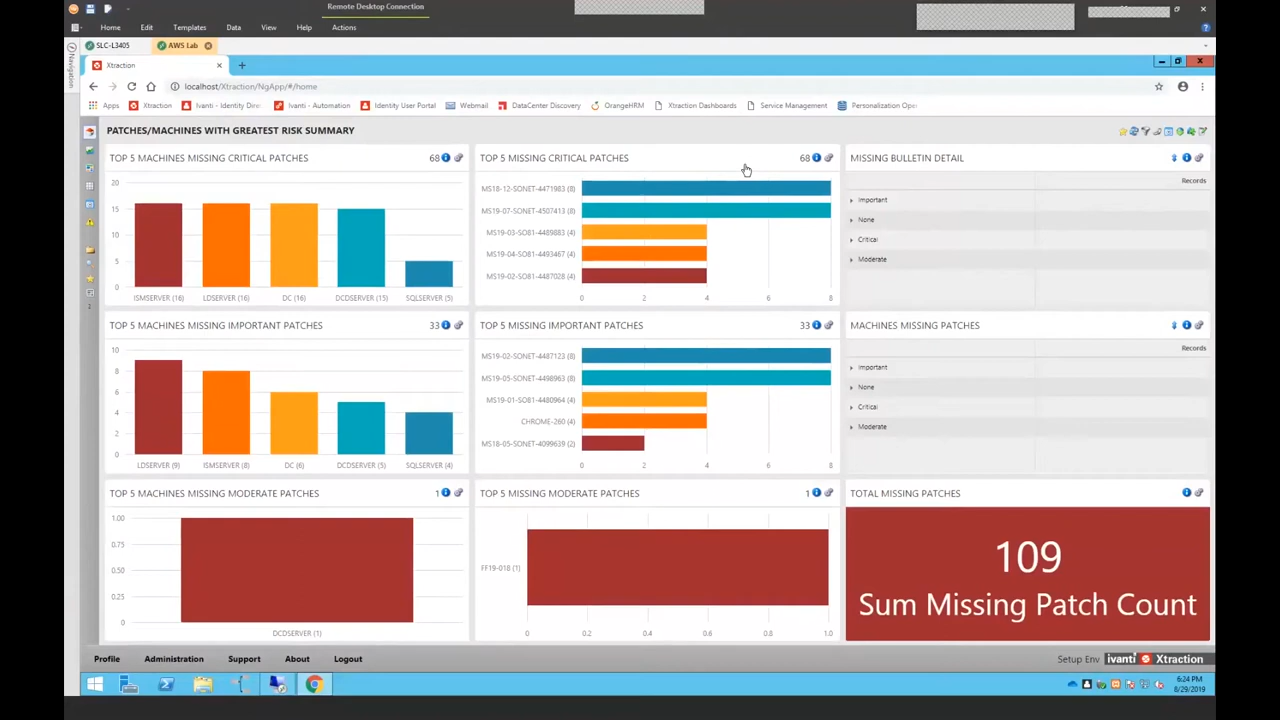 Remote Desktop Connection
Home Edit Templates Data View Help Actions
SLC-L3405 AWS Lab
Navigation
Xtraction
localhost/Xtraction/NgApp/#/home
Apps Xtraction Ivanti - Identity Dire Ivanti - Automation Identity User Portal Webmail DataCenter Discovery OrangeHRM Xtraction Dashboards Service Management Personalization Oper
PATCHES/MACHINES WITH GREATEST RISK SUMMARY
TOP 5 MACHINES MISSING CRITICAL PATCHES 68
20
15
10
5
0
ISMSERVER (16) LDSERVER (16) DC (16) DCDSERVER (15) SQLSERVER (5)
TOP 5 MISSING CRITICAL PATCHES 68
MS18-12-SONET-4471983 (8)
MS19-07-SONET-4507413 (8)
MS19-03-SO81-4489883 (4)
MS19-04-SO81-4493467 (4)
MS19-02-SO81-4487028 (4)
0 2 4 6 8
MISSING BULLETIN DETAIL
Records
Important
None
Critical
Moderate
TOP 5 MACHINES MISSING IMPORTANT PATCHES 33
10
8
6
4
2
0
LDSERVER (9) ISMSERVER (8) DC (6) DCDSERVER (5) SQLSERVER (4)
TOP 5 MISSING IMPORTANT PATCHES 33
MS19-02-SONET-4487123 (8)
MS19-05-SONET-4498963 (8)
MS19-01-SO81-4480964 (4)
CHROME-260 (4)
MS18-05-SONET-4099639 (2)
0 2 4 6 8
MACHINES MISSING PATCHES
Records
Important
None
Critical
Moderate
TOP 5 MACHINES MISSING MODERATE PATCHES 1
1.00
0.75
0.50
0.25
0
DCDSERVER (1)
TOP 5 MISSING MODERATE PATCHES 1
FF19-018 (1)
0 0.2 0.4 0.6 0.8 1.0
TOTAL MISSING PATCHES
109
Sum Missing Patch Count
Profile Administration Support About Logout
Setup Env ivanti Xtraction
6:24 PM
8/29/2019